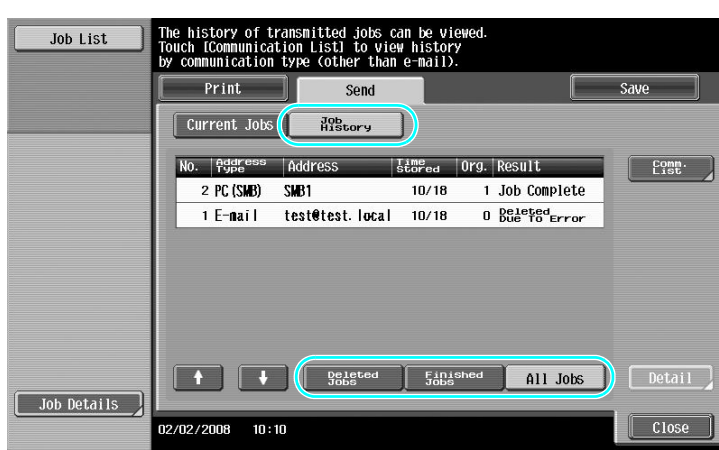 Job List
The history of transmitted jobs can be viewed.
Touch [Communication List] to view history
by communication type (other than e-mail).
Print Send Save
Current Jobs Job History
No. Address Type Address Time Stored Org. Result
2 PC (SMB) SMB1 10/18 1 Job Complete
1 E-mail test@test.local 10/18 0 Deleted Due To Error
Comm. List
Deleted Jobs Finished Jobs All Jobs
Detail
Job Details
02/02/2008 10:10
Close